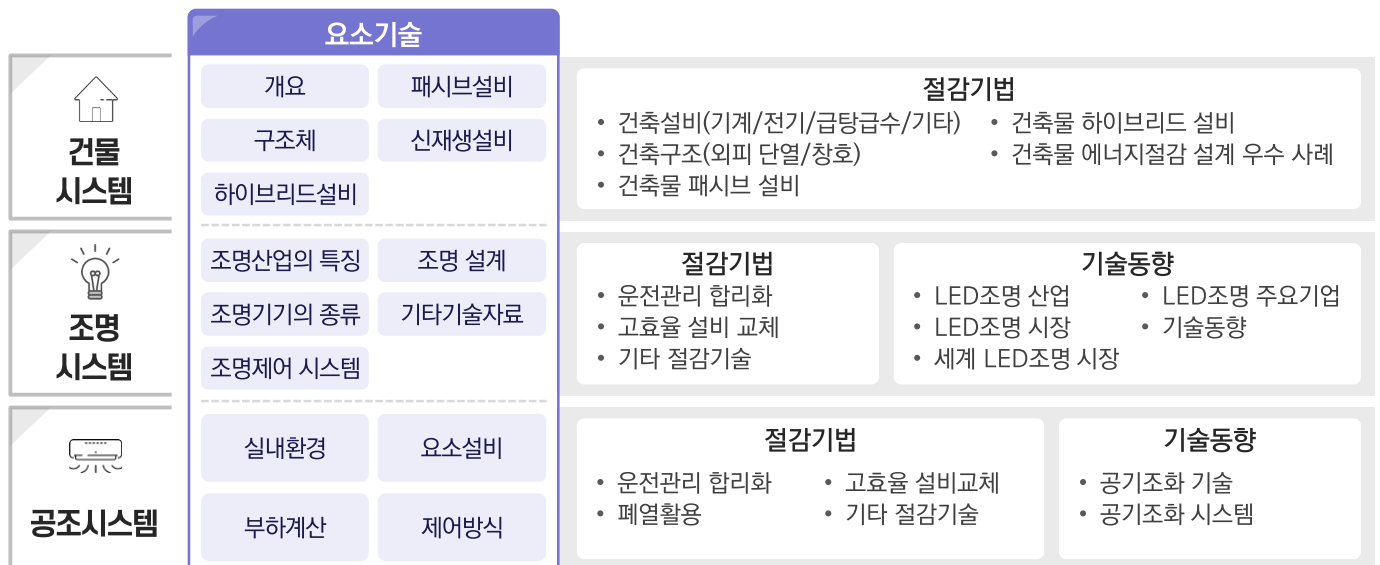 요소기술
건물
시스템
개요
패시브설비
구조체
신재생설비
하이브리드설비
절감기법
• 건축설비(기계/전기/급탕급수/기타)
• 건축구조(외피 단열/창호)
• 건축물 패시브 설비
• 건축물 하이브리드 설비
• 건축물 에너지절감 설계 우수 사례
조명
시스템
조명산업의 특징
조명 설계
조명기기의 종류
기타기술자료
조명제어 시스템
절감기법
• 운전관리 합리화
• 고효율 설비 교체
• 기타 절감기술
기술동향
• LED조명 산업
• LED조명 시장
• 세계 LED조명 시장
• LED조명 주요기업
• 기술동향
공조시스템
실내환경
요소설비
부하계산
제어방식
절감기법
• 운전관리 합리화
• 폐열활용
• 고효율 설비교체
• 기타 절감기술
기술동향
• 공기조화 기술
• 공기조화 시스템